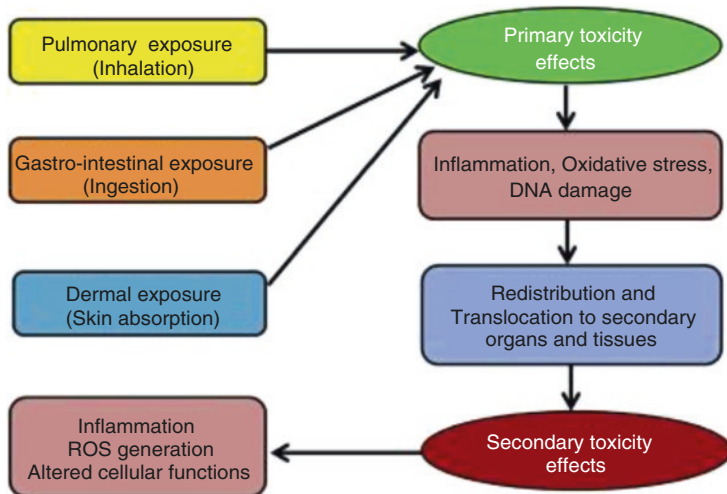 Pulmonary exposure
(Inhalation)
Primary toxicity
effects
Gastro-intestinal exposure
(Ingestion)
Inflammation, Oxidative stress,
DNA damage
Dermal exposure
(Skin absorption)
Redistribution and
Translocation to secondary
organs and tissues
Inflammation
ROS generation
Altered cellular functions
Secondary toxicity
effects